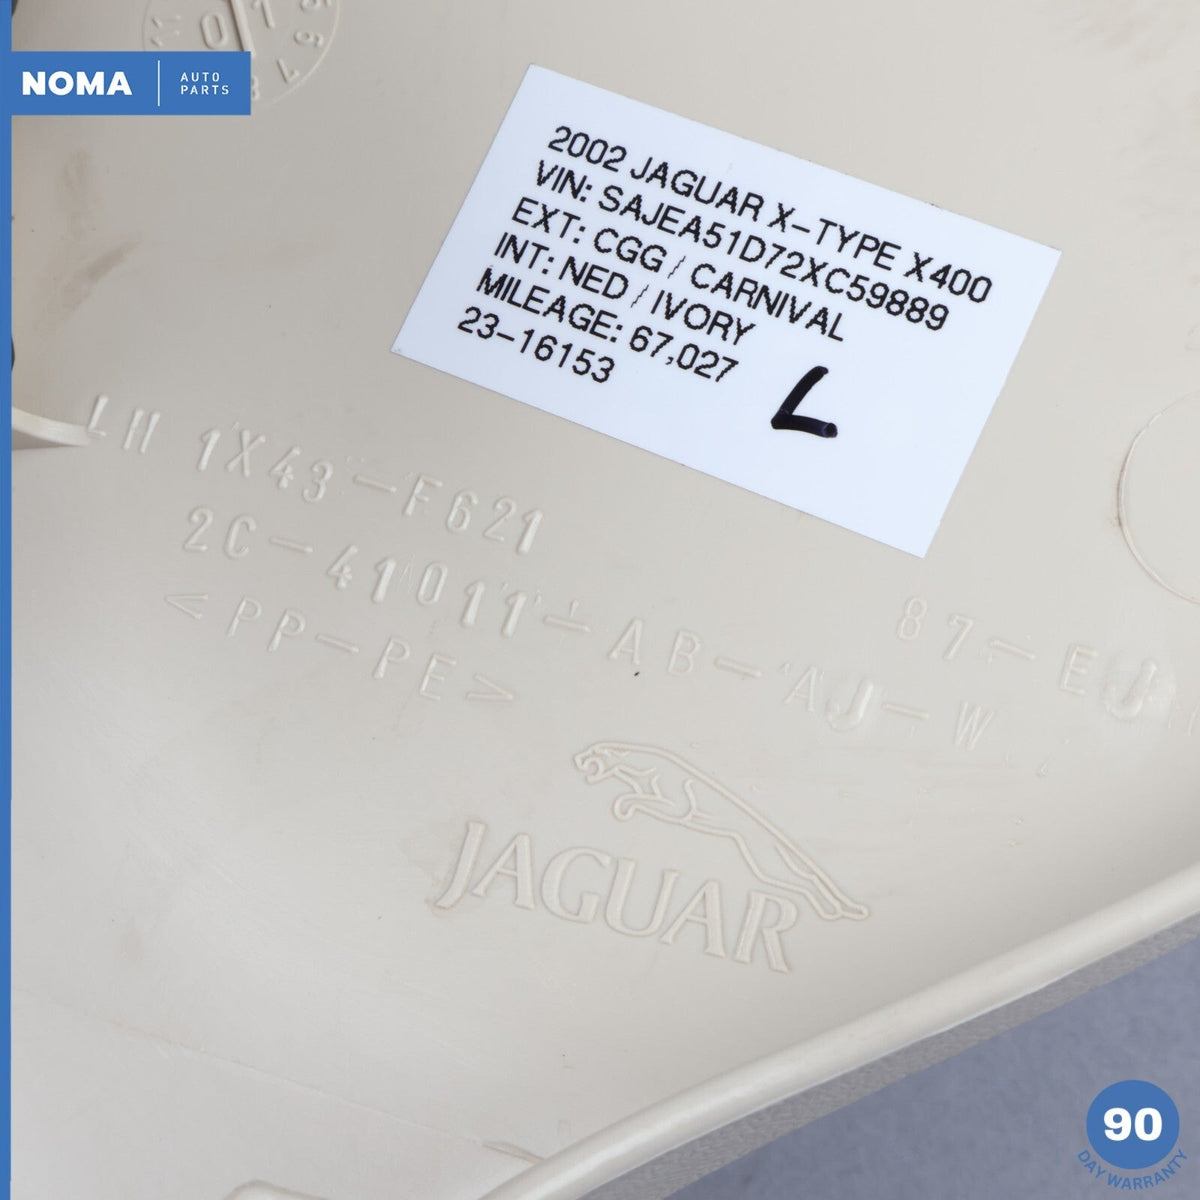 NOMA
AUTO
PARTS
2002 JAGUAR X-TYPE X400
VIN: SAJEA51D72XC59889
EXT: CGG / CARNIVAL
INT: NED / IVORY
MILEAGE: 67,027
23-16153
L
LH 1X43-F621
2C-41011-AB-AJ-W
87-EJ
<PP-PE>
JAGUAR
90
DAY WARRANTY